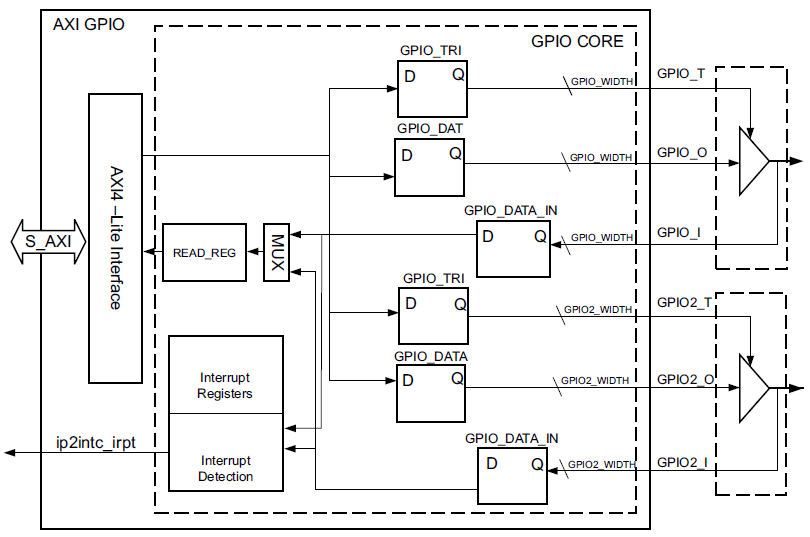 AXI GPIO
GPIO CORE
GPIO_TRI
D Q
GPIO_WIDTH
GPIO_T
GPIO_DAT
D Q
GPIO_WIDTH
GPIO_O
AXI4 –Lite Interface
S_AXI
READ_REG
MUX
GPIO_DATA_IN
D Q
GPIO_WIDTH
GPIO_I
GPIO_TRI
D Q
GPIO2_WIDTH
GPIO2_T
GPIO_DATA
D Q
GPIO2_WIDTH
GPIO2_O
Interrupt
Registers
ip2intc_irpt
Interrupt
Detection
GPIO_DATA_IN
D Q
GPIO2_WIDTH
GPIO2_I